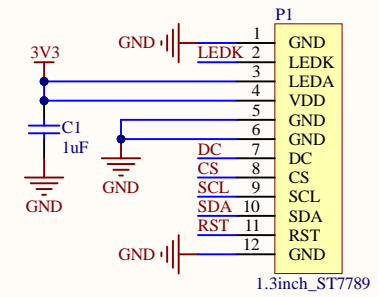 P1
GND 1 GND
LEDK 2 LEDK
3V3 3 LEDA
4 VDD
5 GND
C1 6 GND
1uF DC 7 DC
CS 8 CS
GND GND SCL 9 SCL
SDA 10 SDA
RST 11 RST
GND 12 GND
1.3inch_ST7789